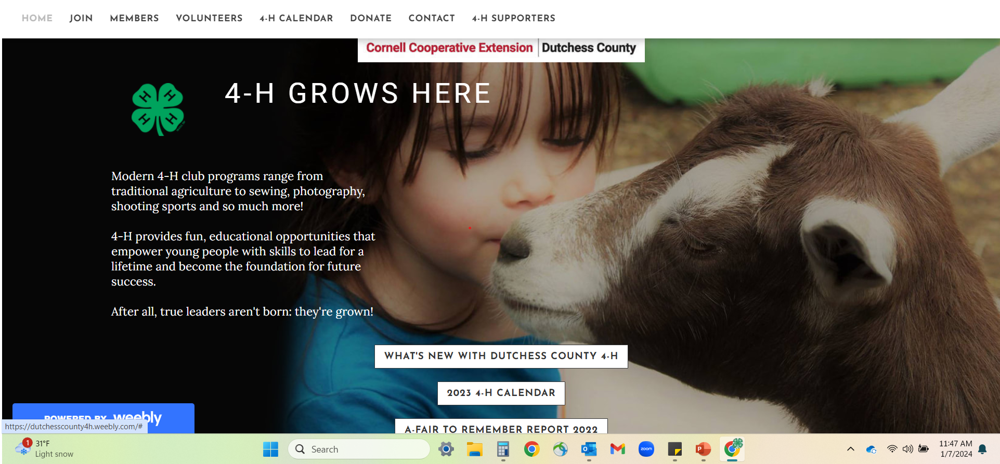 HOME JOIN MEMBERS VOLUNTEERS 4-H CALENDAR DONATE CONTACT 4-H SUPPORTERS
Cornell Cooperative Extension Dutchess County
H H H H
4-H GROWS HERE
Modern 4-H club programs range from
traditional agriculture to sewing, photography,
shooting sports and so much more!
4-H provides fun, educational opportunities that
empower young people with skills to lead for a
lifetime and become the foundation for future
success.
After all, true leaders aren't born: they're grown!
WHAT'S NEW WITH DUTCHESS COUNTY 4-H
2023 4-H CALENDAR
A-FAIR TO REMEMBER REPORT 2022
POWERED BY weebly
https://dutchesscounty4h.weebly.com/#
1
31°F
Light snow
Search
zoom
P
11:47 AM
1/7/2024